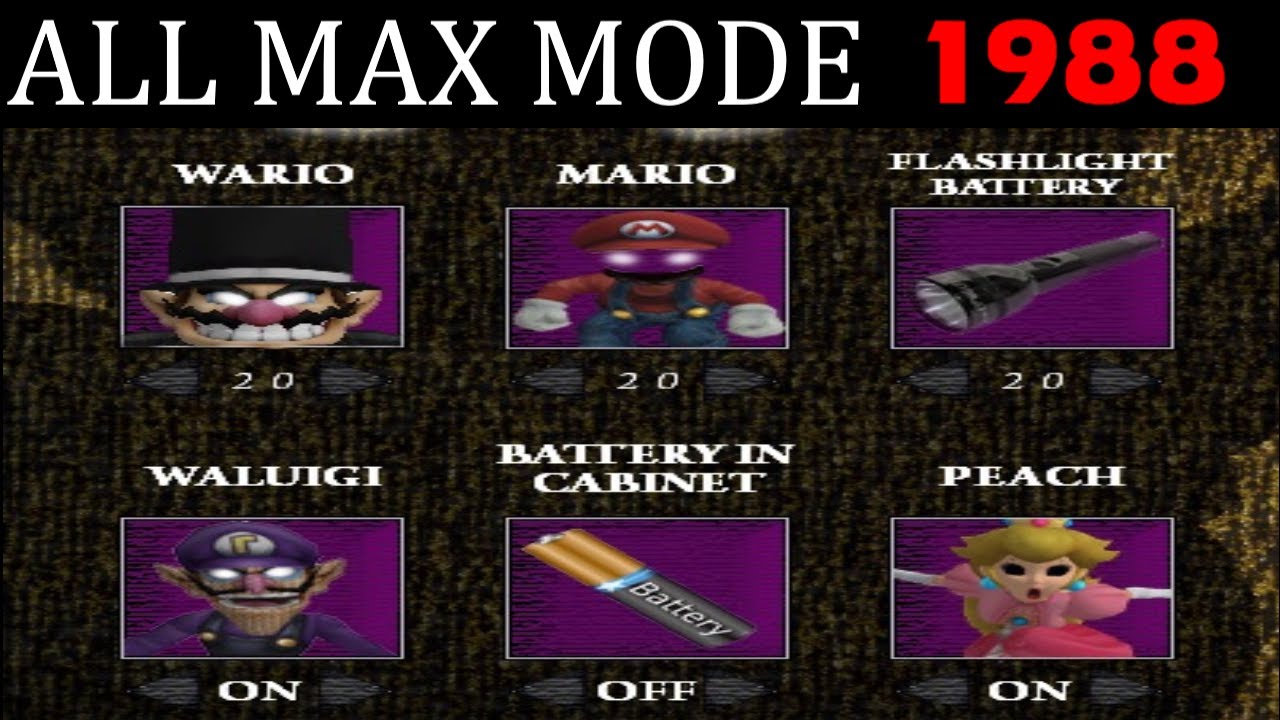 ALL MAX MODE 1988
WARIO
MARIO
FLASHLIGHT
BATTERY
M
20
20
20
WALUIGI
BATTERY IN
CABINET
PEACH
Battery
ON
OFF
ON